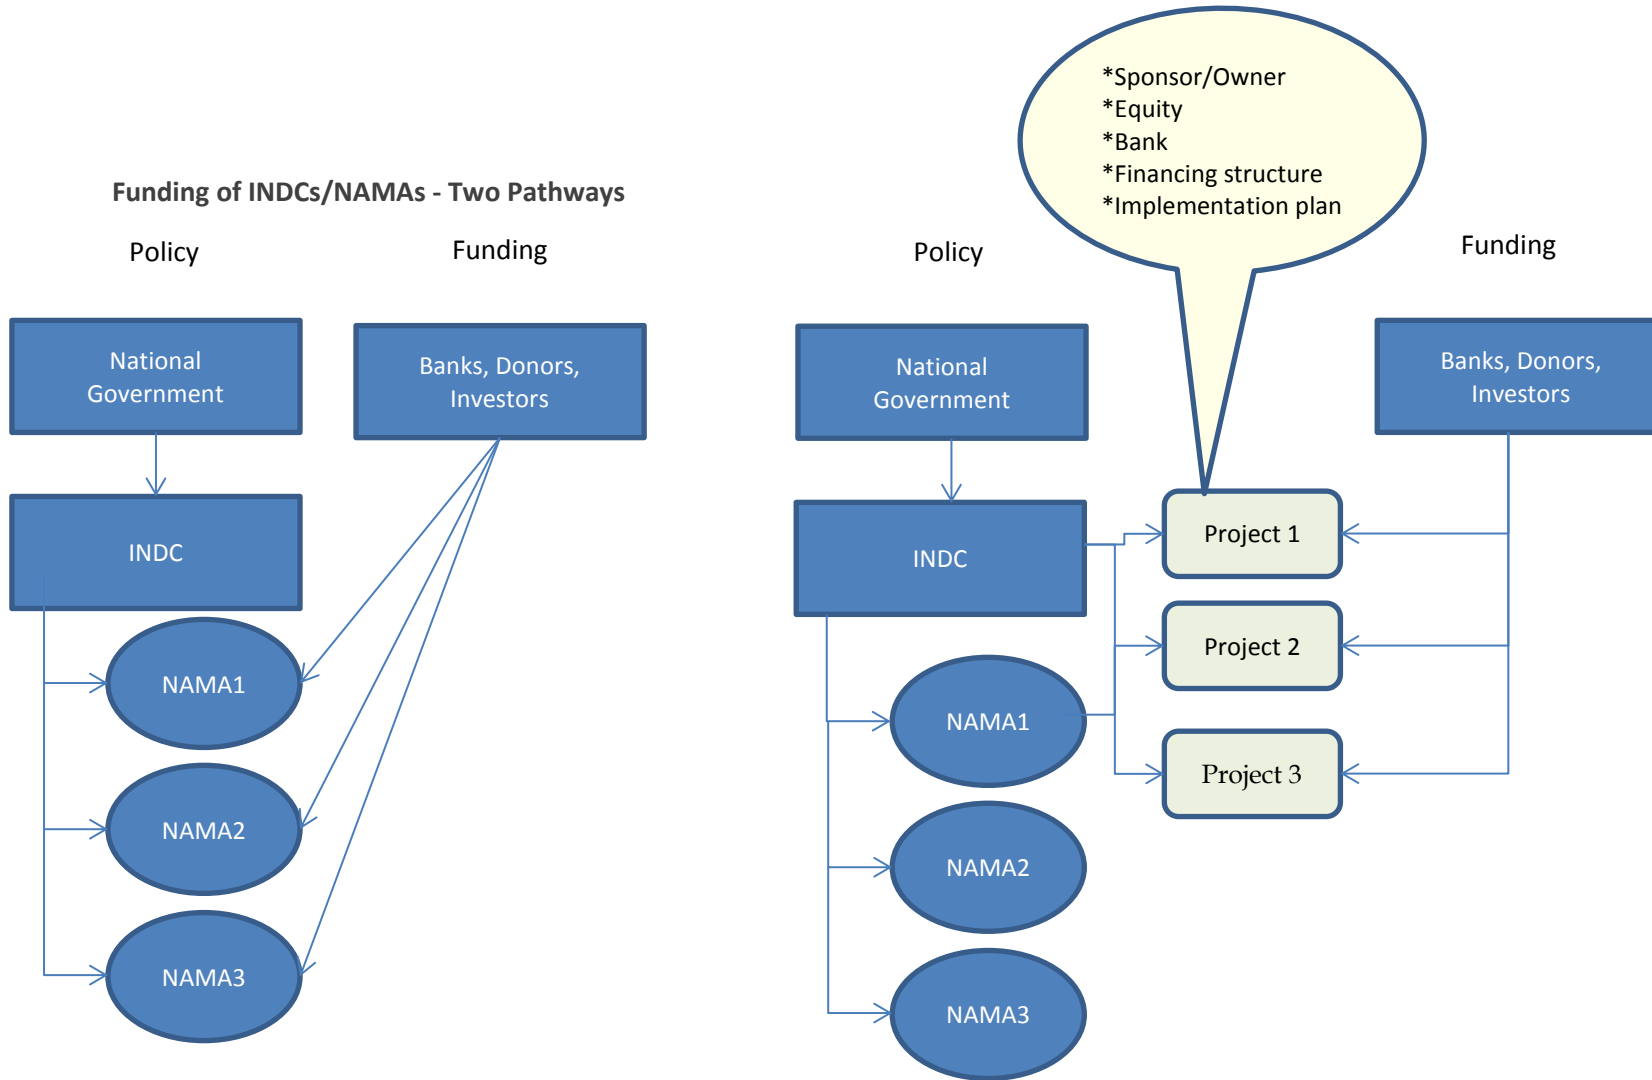 Funding of INDCs/NAMAs - Two Pathways
Policy
Funding
National
Government
Banks, Donors,
Investors
INDC
NAMA1
NAMA2
NAMA3
*Sponsor/Owner
*Equity
*Bank
*Financing structure
*Implementation plan
Policy
Funding
National
Government
Banks, Donors,
Investors
INDC
Project 1
Project 2
Project 3
NAMA1
NAMA2
NAMA3